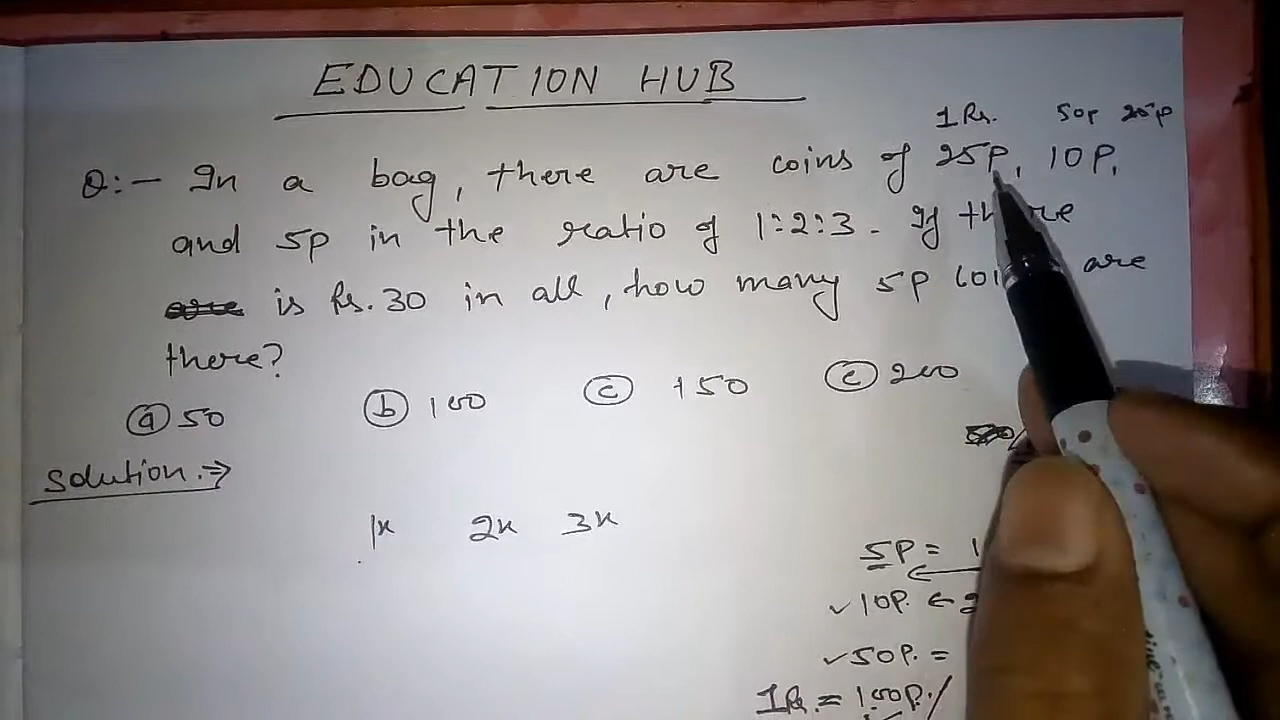 EDUCATION HUB
1Rs. 50p 25p
Q:- In a bag, there are coins of 25P, 10P,
and 5p in the ratio of 1:2:3. If there
is Rs. 30 in all, how many 5p coi are
there?
(a) 50 (b) 100 (c) 150 (c) 200
Solution :⇒
1x 2x 3x
5P = 1
✓10P. ← 2
✓50P. =
1Rs. = 100P./